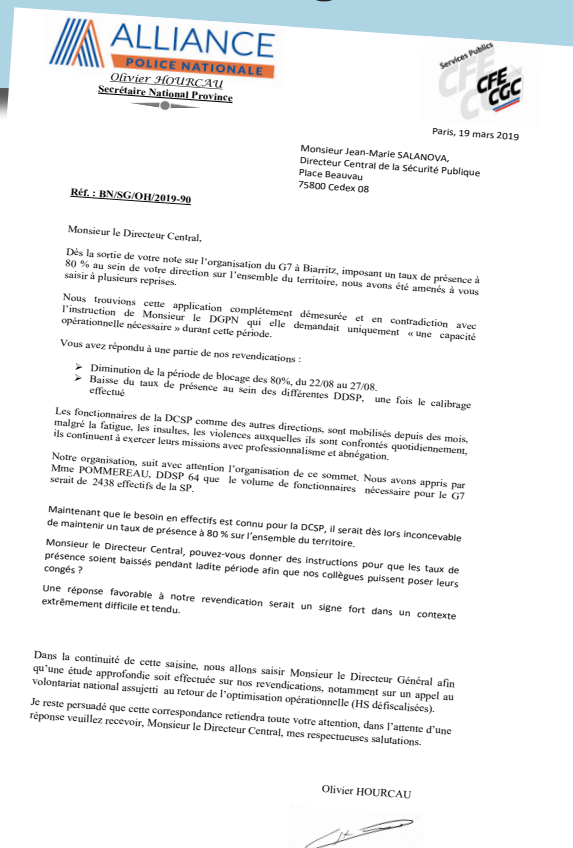 ALLIANCE
POLICE NATIONALE
Olivier HOURCAU
Secrétaire National Province
Services Publics
CFE
CGC
CFE
CGC
Paris, 19 mars 2019
Monsieur Jean-Marie SALANOVA,
Directeur Central de la Sécurité Publique
Place Beauvau
75800 Cedex 08
Réf. : BN/SG/OH/2019-90
Monsieur le Directeur Central,
Dès la sortie de votre note sur l'organisation du G7 à Biarritz, imposant un taux de présence à
80 % au sein de votre direction sur l'ensemble du territoire, nous avons été amenés à vous
saisir à plusieurs reprises.
Nous trouvions cette application complètement démesurée et en contradiction avec
l'instruction de Monsieur le DGPN qui elle demandait uniquement « une capacité
opérationnelle nécessaire » durant cette période.
Vous avez répondu à une partie de nos revendications :
➢ Diminution de la période de blocage des 80%, du 22/08 au 27/08.
➢ Baisse du taux de présence au sein des différentes DDSP, une fois le calibrage
effectué
Les fonctionnaires de la DCSP comme des autres directions, sont mobilisés depuis des mois,
malgré la fatigue, les insultes, les violences auxquelles ils sont confrontés quotidiennement,
ils continuent à exercer leurs missions avec professionnalisme et abnégation.
Notre organisation, suit avec attention l'organisation de ce sommet. Nous avons appris par
Mme POMMEREAU, DDSP 64 que le volume de fonctionnaires nécessaire pour le G7
serait de 2438 effectifs de la SP.
Maintenant que le besoin en effectifs est connu pour la DCSP, il serait dès lors inconcevable
de maintenir un taux de présence à 80 % sur l'ensemble du territoire.
Monsieur le Directeur Central, pouvez-vous donner des instructions pour que les taux de
présence soient baissés pendant ladite période afin que nos collègues puissent poser leurs
congés ?
Une réponse favorable à notre revendication serait un signe fort dans un contexte
extrêmement difficile et tendu.
Dans la continuité de cette saisine, nous allons saisir Monsieur le Directeur Général afin
qu'une étude approfondie soit effectuée sur nos revendications, notamment sur un appel au
volontariat national assujetti au retour de l'optimisation opérationnelle (HS défiscalisées).
Je reste persuadé que cette correspondance retiendra toute votre attention, dans l'attente d'une
réponse veuillez recevoir, Monsieur le Directeur Central, mes respectueuses salutations.
Olivier HOURCAU